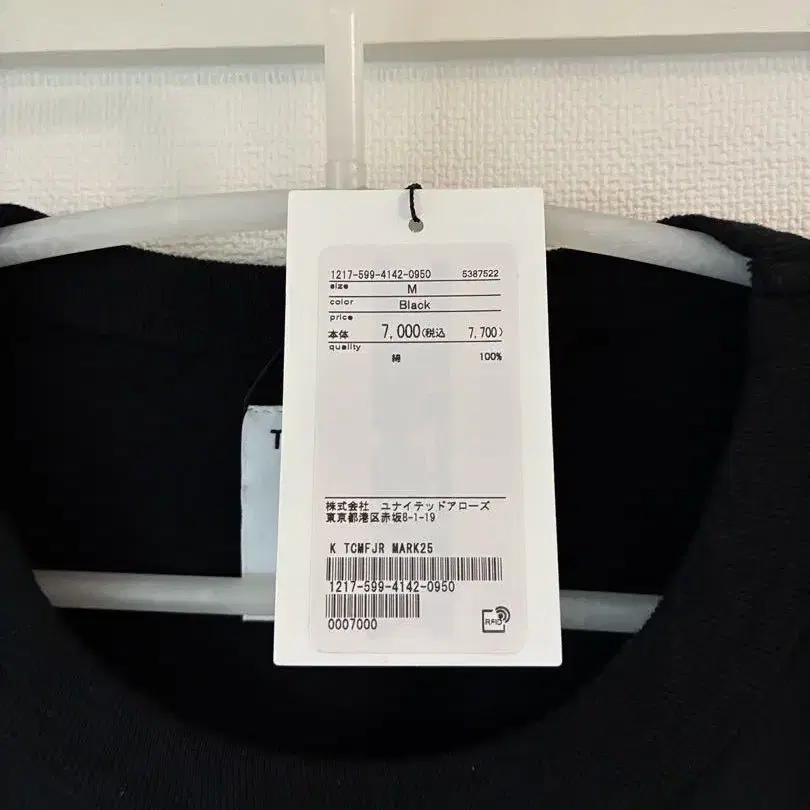 1217-599-4142-0950 5387522
size M
color Black
price
本体 7,000(税込 7,700)
quality
綿 100%
T
株式会社 ユナイテッドアローズ
東京都港区赤坂8-1-19
K TCMFJR MARK25
1217-599-4142-0950
0007000
RFID